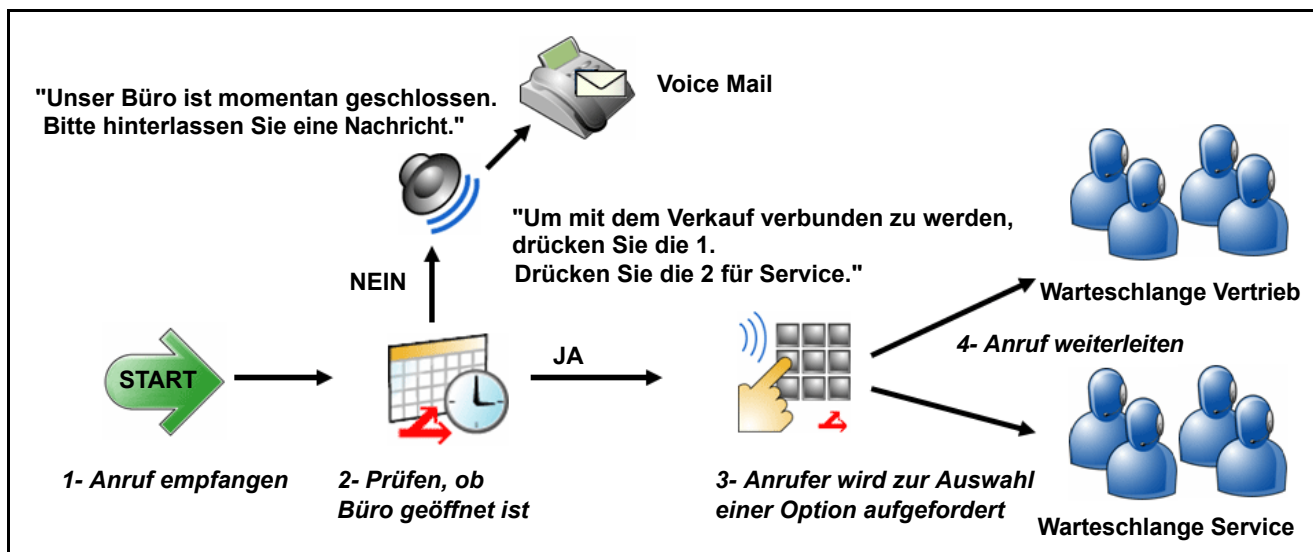 Voice Mail
"Unser Büro ist momentan geschlossen.
Bitte hinterlassen Sie eine Nachricht."
"Um mit dem Verkauf verbunden zu werden,
drücken Sie die 1.
Drücken Sie die 2 für Service."
NEIN
Warteschlange Vertrieb
JA
4- Anruf weiterleiten
START
1- Anruf empfangen
2- Prüfen, ob
Büro geöffnet ist
3- Anrufer wird zur Auswahl
einer Option aufgefordert
Warteschlange Service